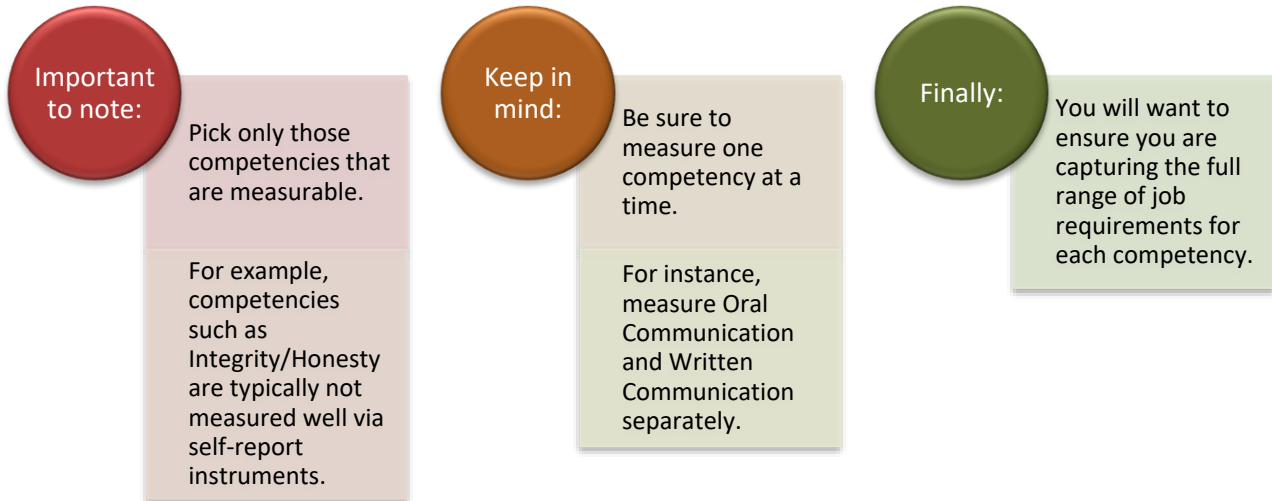 Important
to note:
Pick only those
competencies that
are measurable.
For example,
competencies
such as
Integrity/Honesty
are typically not
measured well via
self-report
instruments.
Keep in
mind:
Be sure to
measure one
competency at a
time.
For instance,
measure Oral
Communication
and Written
Communication
separately.
Finally:
You will want to
ensure you are
capturing the full
range of job
requirements for
each competency.